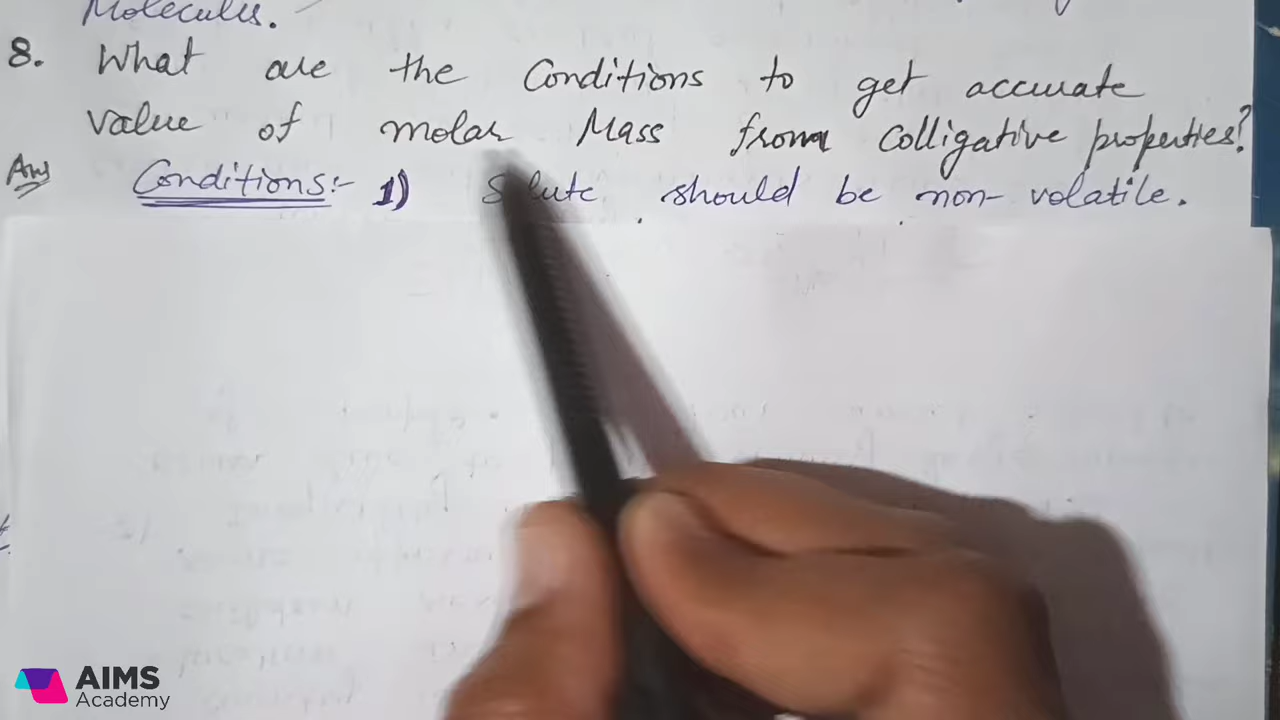 Molecules.
8. What are the Conditions to get accurate
value of molar Mass from Colligative properties?
Ans Conditions:- 1) Solute should be non-volatile.
AIMS
Academy